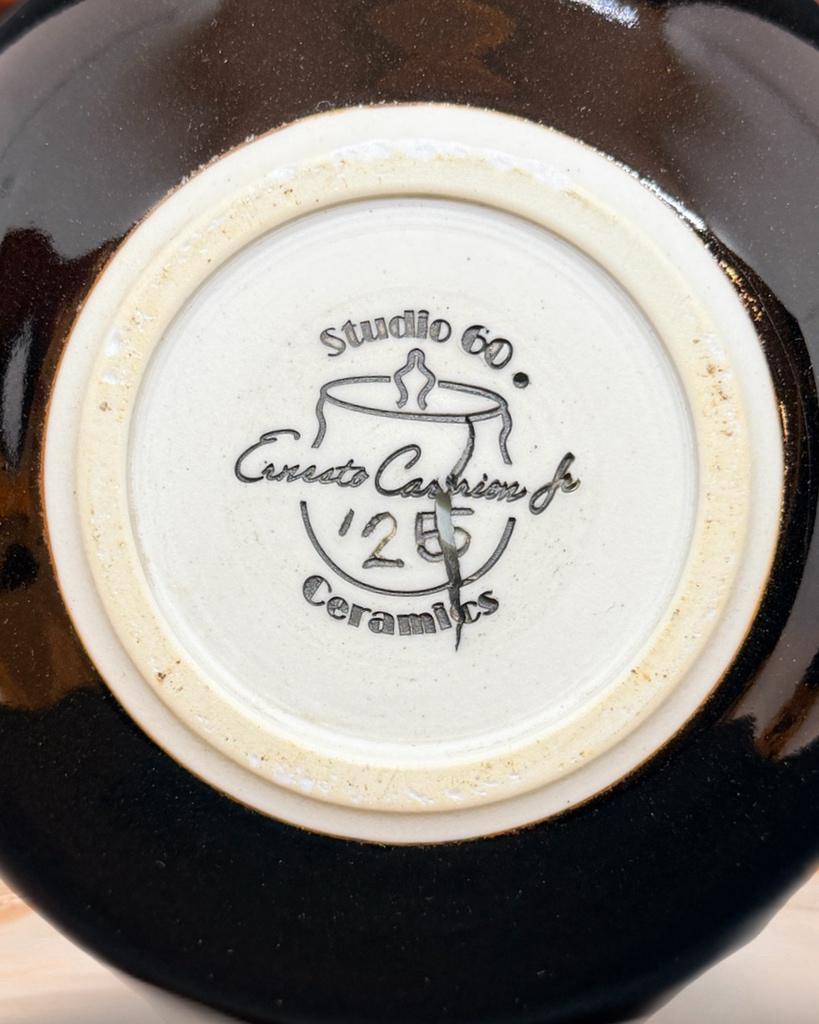 Studio 60.
Ernesto Carrion Jr
'25
Ceramics